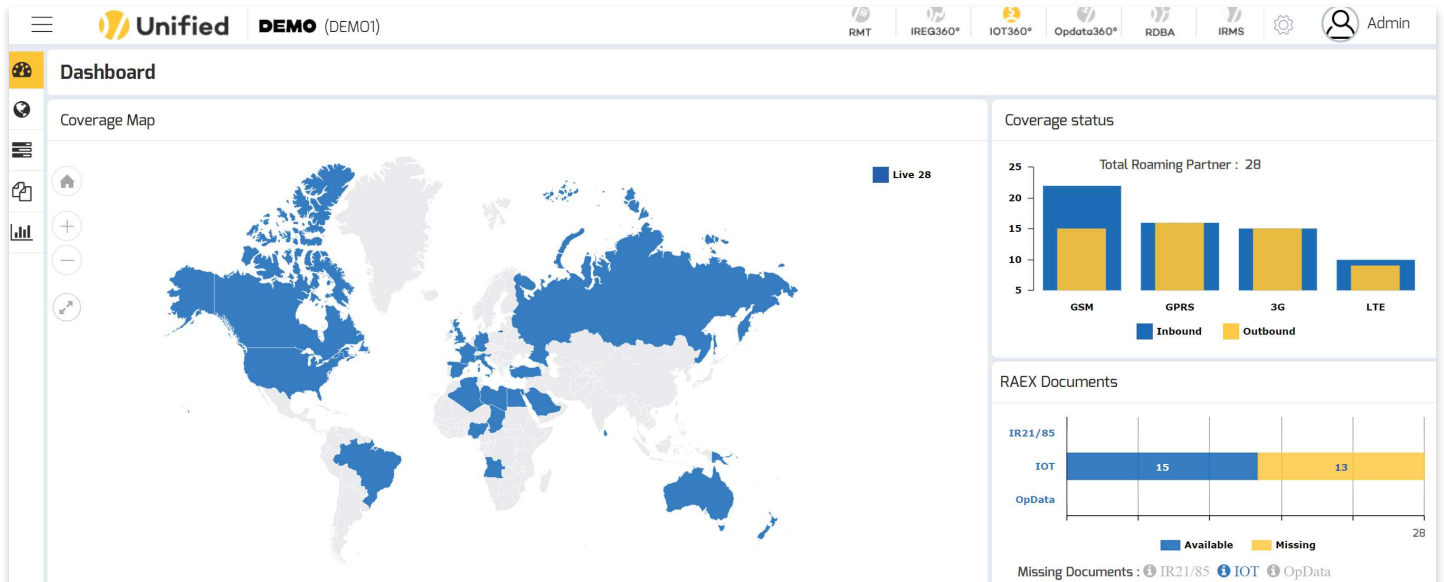 Unified DEMO (DEMO1)
RMT IREG360° IOT360° Opdata360° RDBA IRMS Admin
Dashboard
Coverage Map
Live 28
Coverage status
Total Roaming Partner : 28
25
20
15
10
5
GSM GPRS 3G LTE
Inbound Outbound
RAEX Documents
IR21/85
IOT 15 13
OpData
28
Available Missing
Missing Documents : IR21/85 IOT OpData